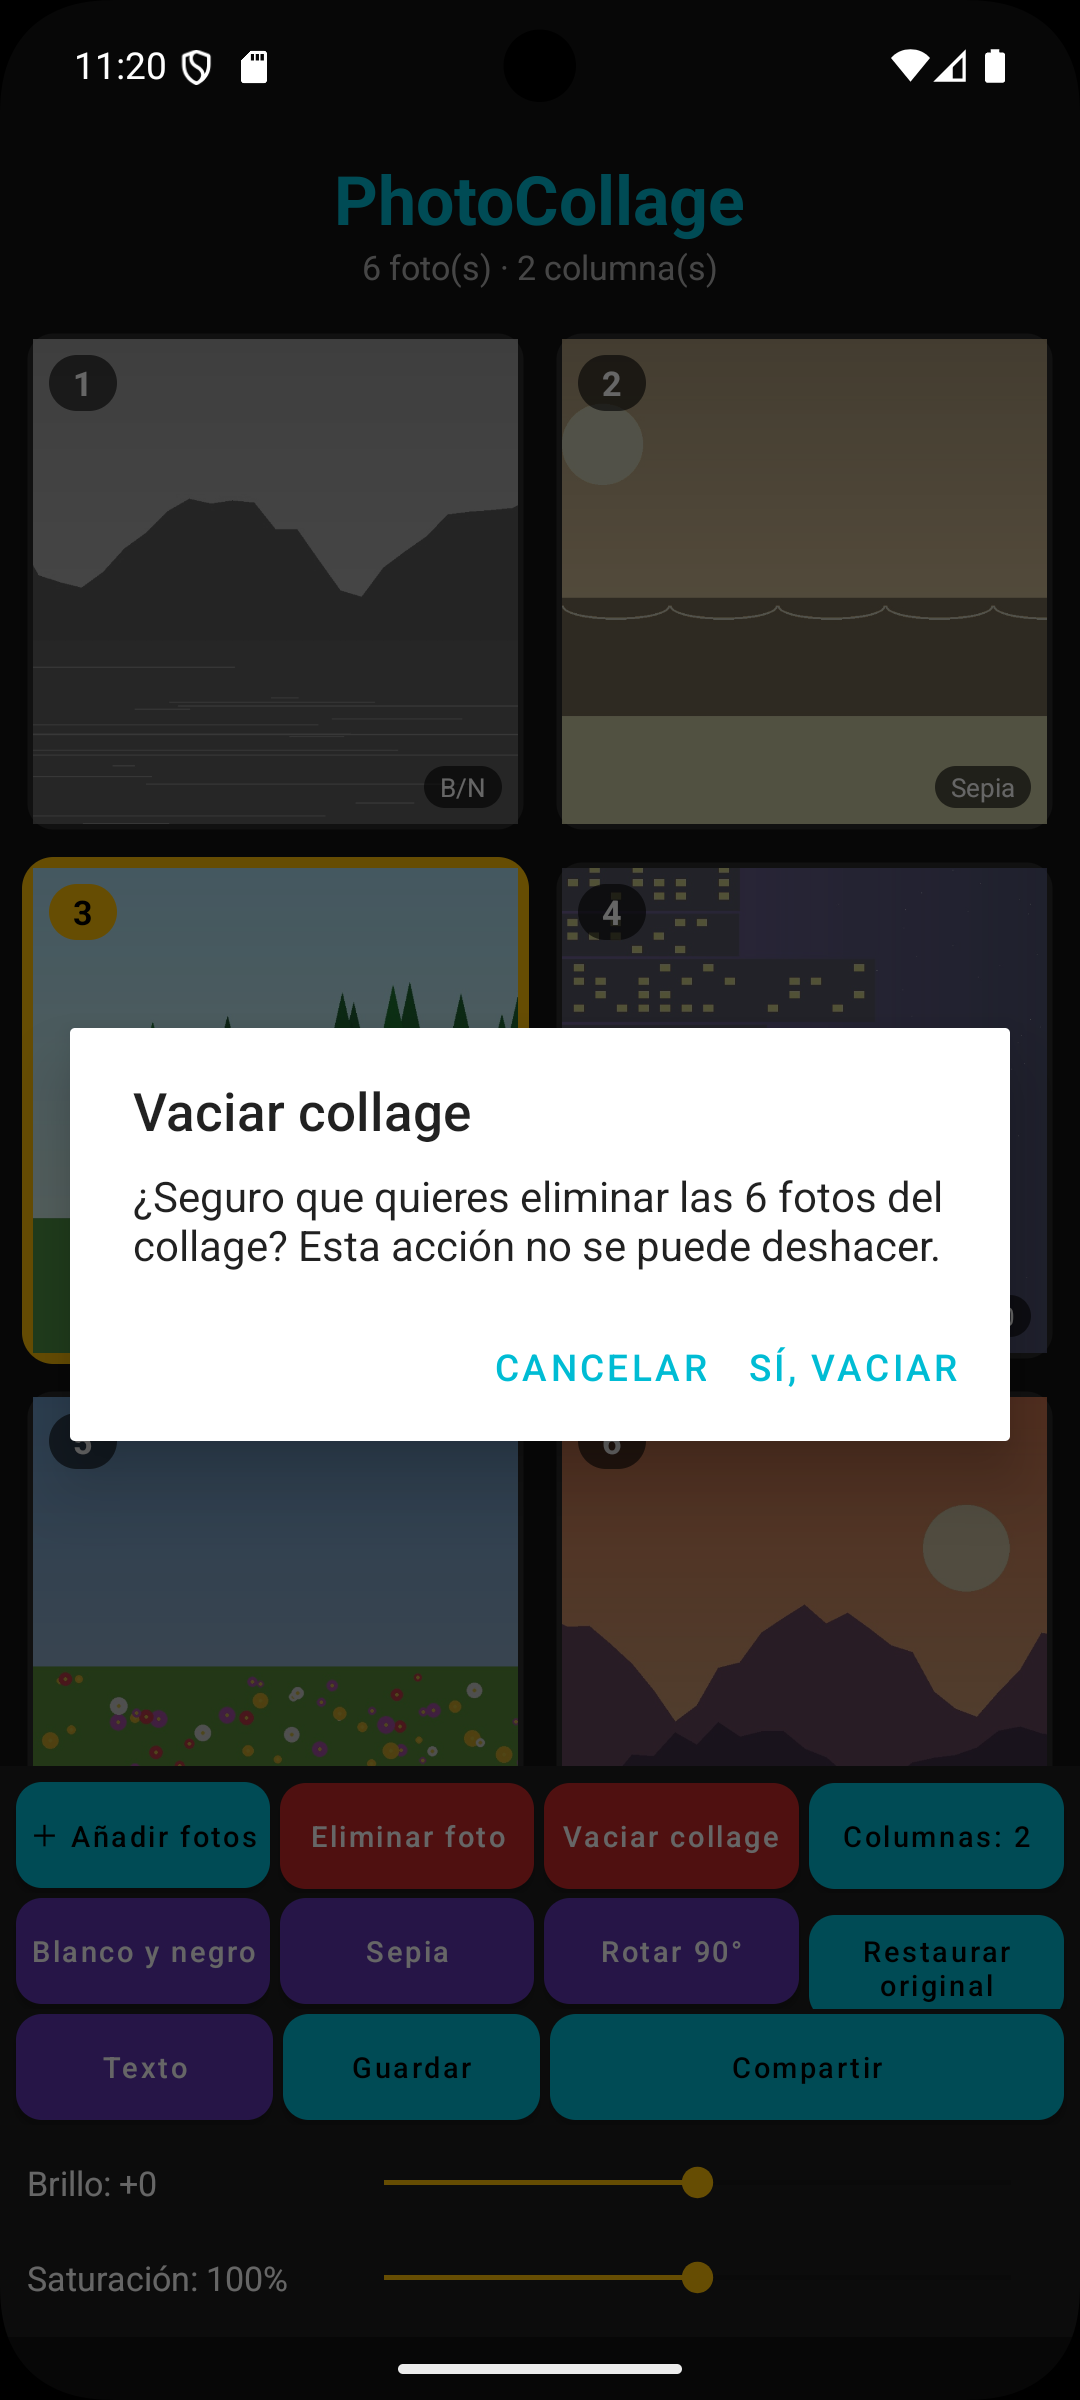 11:20
PhotoCollage
6 foto(s) · 2 columna(s)
1
2
B/N
Sepia
3
4
Vaciar collage
¿Seguro que quieres eliminar las 6 fotos del
collage? Esta acción no se puede deshacer.
CANCELAR SÍ, VACIAR
5
6
+ Añadir fotos
Eliminar foto
Vaciar collage
Columnas: 2
Blanco y negro
Sepia
Rotar 90°
Restaurar
original
Texto
Guardar
Compartir
Brillo: +0
Saturación: 100%